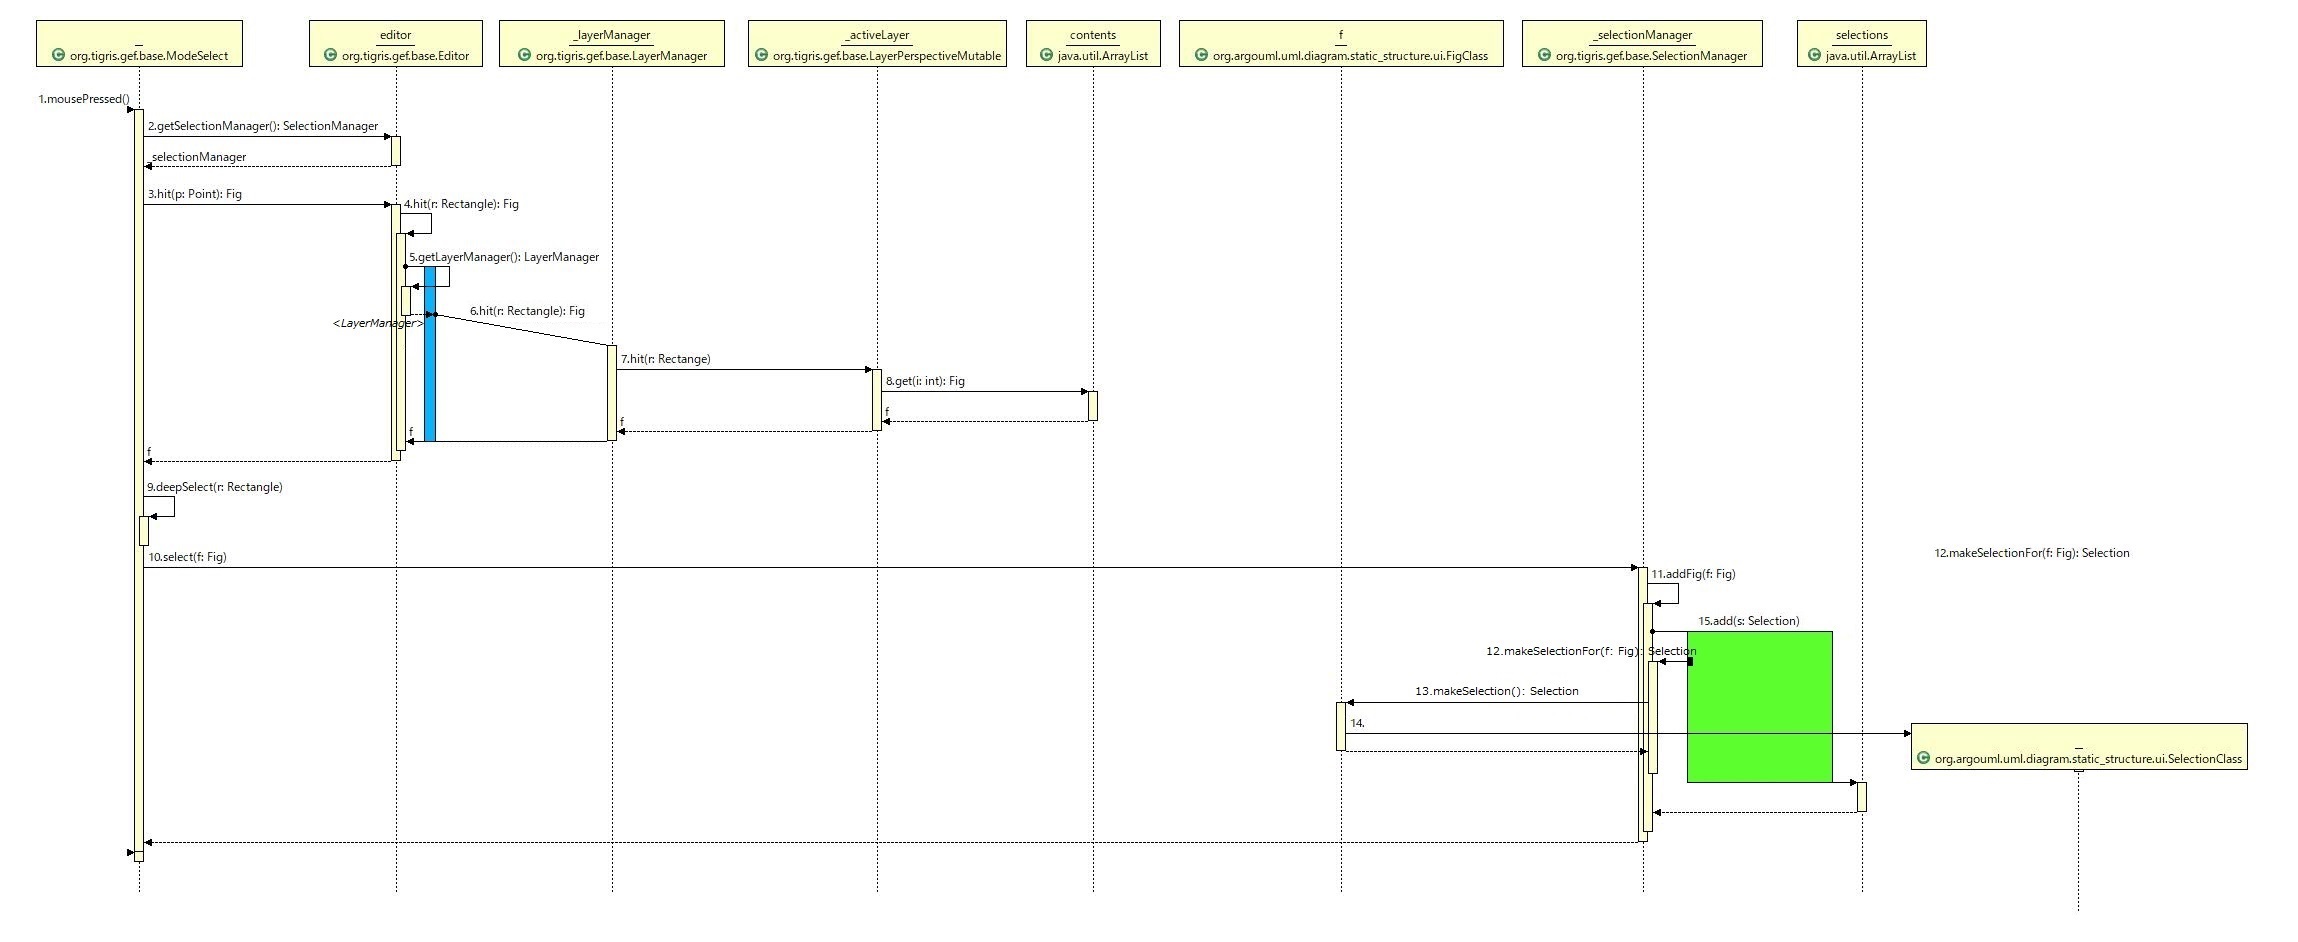 _
org.tigris.gef.base.ModeSelect
editor
org.tigris.gef.base.Editor
_layerManager
org.tigris.gef.base.LayerManager
_activeLayer
org.tigris.gef.base.LayerPerspectiveMutable
contents
java.util.ArrayList
f
org.argouml.uml.diagram.static_structure.ui.FigClass
_selectionManager
org.tigris.gef.base.SelectionManager
selections
java.util.ArrayList
1.mousePressed()
2.getSelectionManager(): SelectionManager
_selectionManager
3.hit(p: Point): Fig
4.hit(r: Rectangle): Fig
5.getLayerManager(): LayerManager
6.hit(r: Rectangle): Fig
<LayerManager>
7.hit(r: Rectange)
8.get(i: int): Fig
f
f
f
f
9.deepSelect(r: Rectangle)
10.select(f: Fig)
12.makeSelectionFor(f: Fig): Selection
11.addFig(f: Fig)
15.add(s: Selection)
12.makeSelectionFor(f: Fig): Selection
13.makeSelection(): Selection
14.
_
org.argouml.uml.diagram.static_structure.ui.SelectionClass